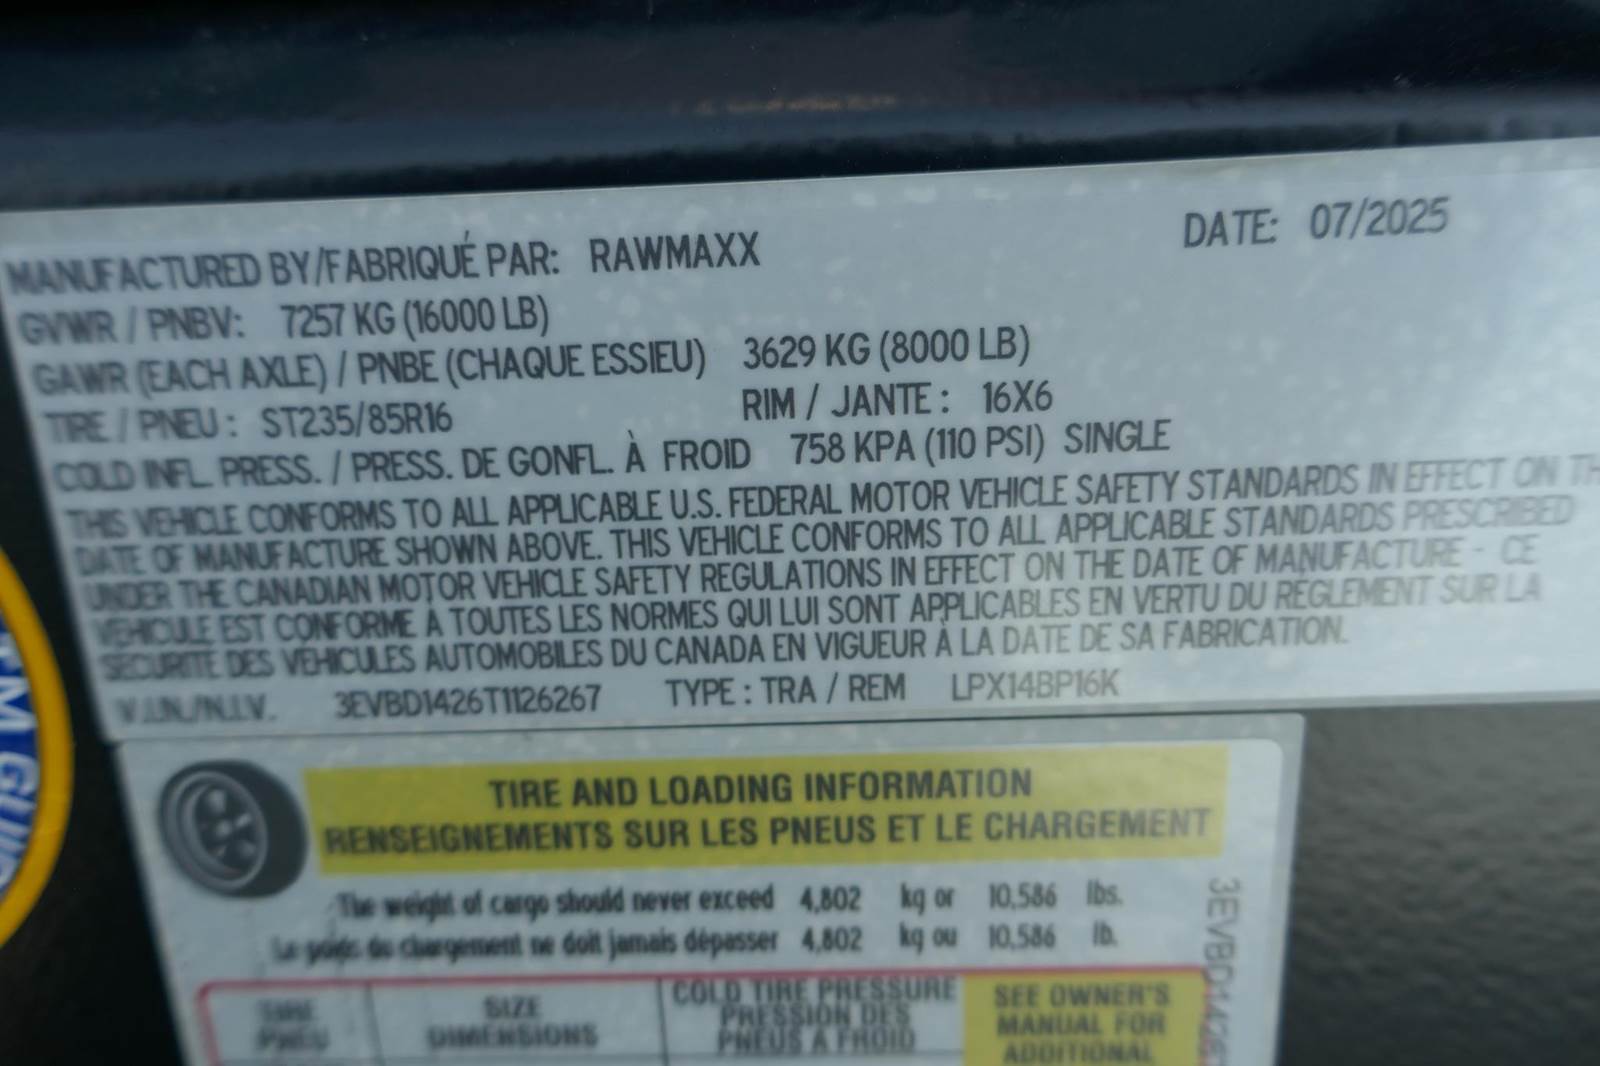 MANUFACTURED BY/FABRIQUÉ PAR: RAWMAXX DATE: 07/2025
GVWR / PNBV: 7257 KG (16000 LB)
GAWR (EACH AXLE) / PNBE (CHAQUE ESSIEU) 3629 KG (8000 LB)
TIRE / PNEU : ST235/85R16 RIM / JANTE : 16X6
COLD INFL. PRESS. / PRESS. DE GONFL. À FROID 758 KPA (110 PSI) SINGLE
THIS VEHICLE CONFORMS TO ALL APPLICABLE U.S. FEDERAL MOTOR VEHICLE SAFETY STANDARDS IN EFFECT ON TH
DATE OF MANUFACTURE SHOWN ABOVE. THIS VEHICLE CONFORMS TO ALL APPLICABLE STANDARDS PRESCRIBED
UNDER THE CANADIAN MOTOR VEHICLE SAFETY REGULATIONS IN EFFECT ON THE DATE OF MANUFACTURE - CE
VEHICULE EST CONFORME À TOUTES LES NORMES QUI LUI SONT APPLICABLES EN VERTU DU REGLEMENT SUR LA
SECURITE DES VEHICULES AUTOMOBILES DU CANADA EN VIGUEUR À LA DATE DE SA FABRICATION.
V.I.N./N.I.V. 3EVBD1426T1126267 TYPE : TRA / REM LPX14BP16K
TIRE AND LOADING INFORMATION
RENSEIGNEMENTS SUR LES PNEUS ET LE CHARGEMENT
The weight of cargo should never exceed 4,802 kg or 10,586 lbs.
Le poids du chargement ne doit jamais dépasser 4,802 kg ou 10,586 lb.
TIRE SIZE COLD TIRE PRESSURE SEE OWNER'S
PNEU DIMENSIONS PRESSION DES MANUAL FOR
PNEUS A FROID ADDITIONAL
3EVBD1426